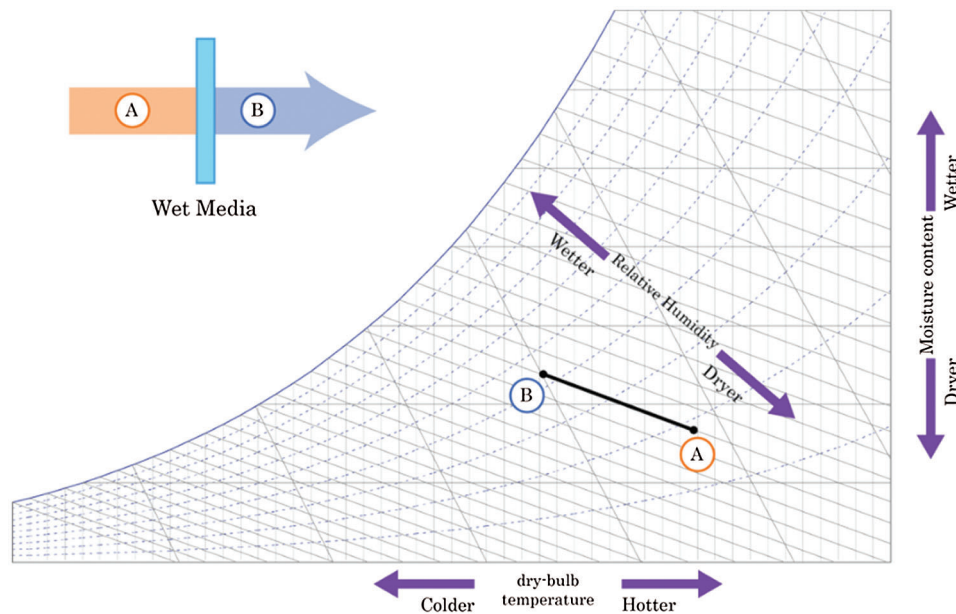 A
B
Wet Media
Wetter
Relative Humidity
Dryer
B
A
Wetter
Moisture content
Dryer
dry-bulb
temperature
Colder
Hotter